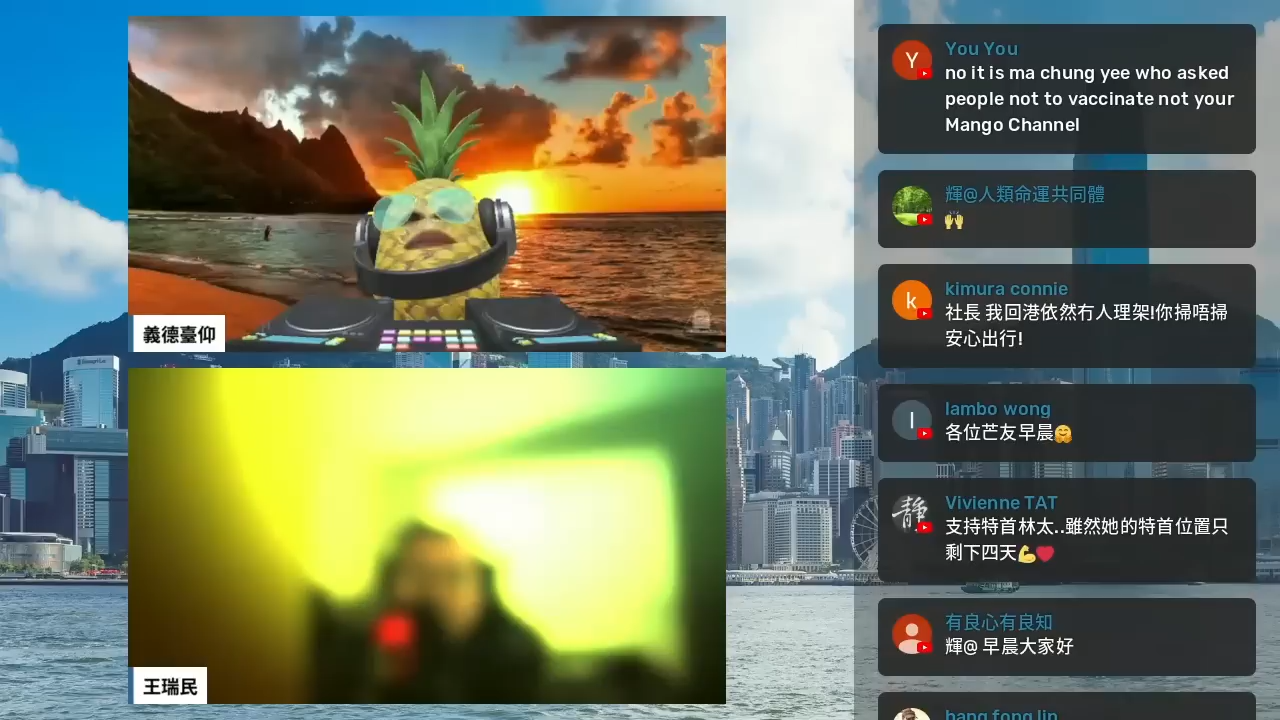 義德臺仰
王瑞民
You You
no it is ma chung yee who asked
people not to vaccinate not your
Mango Channel
輝@人類命運共同體
🙌
kimura connie
社長 我回港依然冇人理架!你掃唔掃
安心出行!
lambo wong
各位芒友早晨🤗
Vivienne TAT
支持特首林太..雖然她的特首位置只
剩下四天💪❤
有良心有良知
輝@ 早晨大家好
hang fong lin